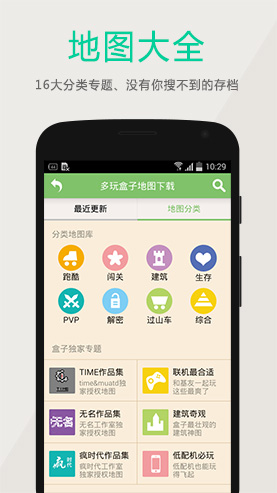 地图大全
16大分类专题、没有你搜不到的存档
10:29
多玩盒子地图下载
最近更新
地图分类
分类地图库
跑酷
闯关
建筑
生存
PVP
解密
过山车
综合
盒子独家专题
TIME作品集
time&muatd独
家授权地图
联机最合适
和基友一起玩
这些最爽了
无名
无名作品集
无名工作室独
家授权地图
建筑奇观
盒子最壮观的
建筑神图
疯时代作品集
疯时代工作室
独家授权地图
低配机必玩
低配机也能玩
得飞起